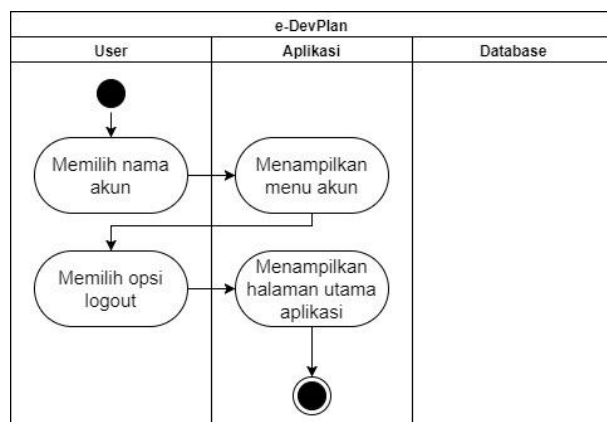 e-DevPlan
User
Aplikasi
Database
Memilih nama
akun
Menampilkan
menu akun
Memilih opsi
logout
Menampilkan
halaman utama
aplikasi